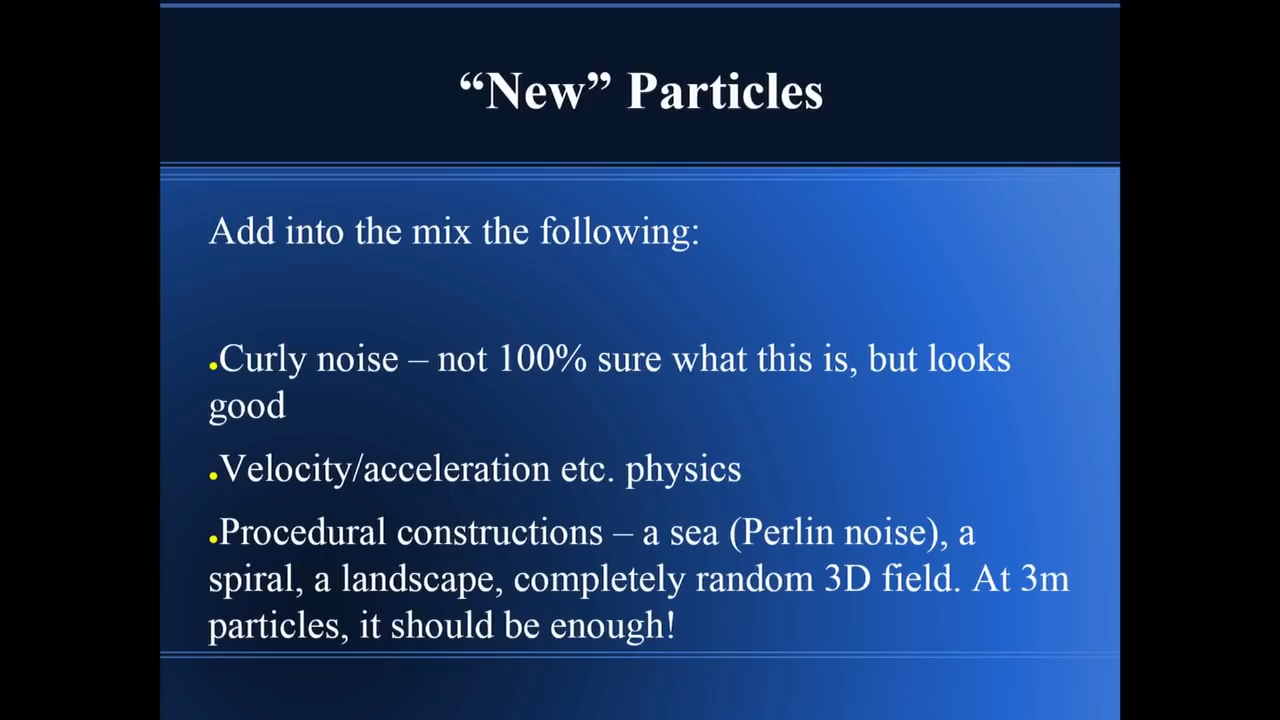 “New” Particles
Add into the mix the following:
●Curly noise – not 100% sure what this is, but looks
good
●Velocity/acceleration etc. physics
●Procedural constructions – a sea (Perlin noise), a
spiral, a landscape, completely random 3D field. At 3m
particles, it should be enough!